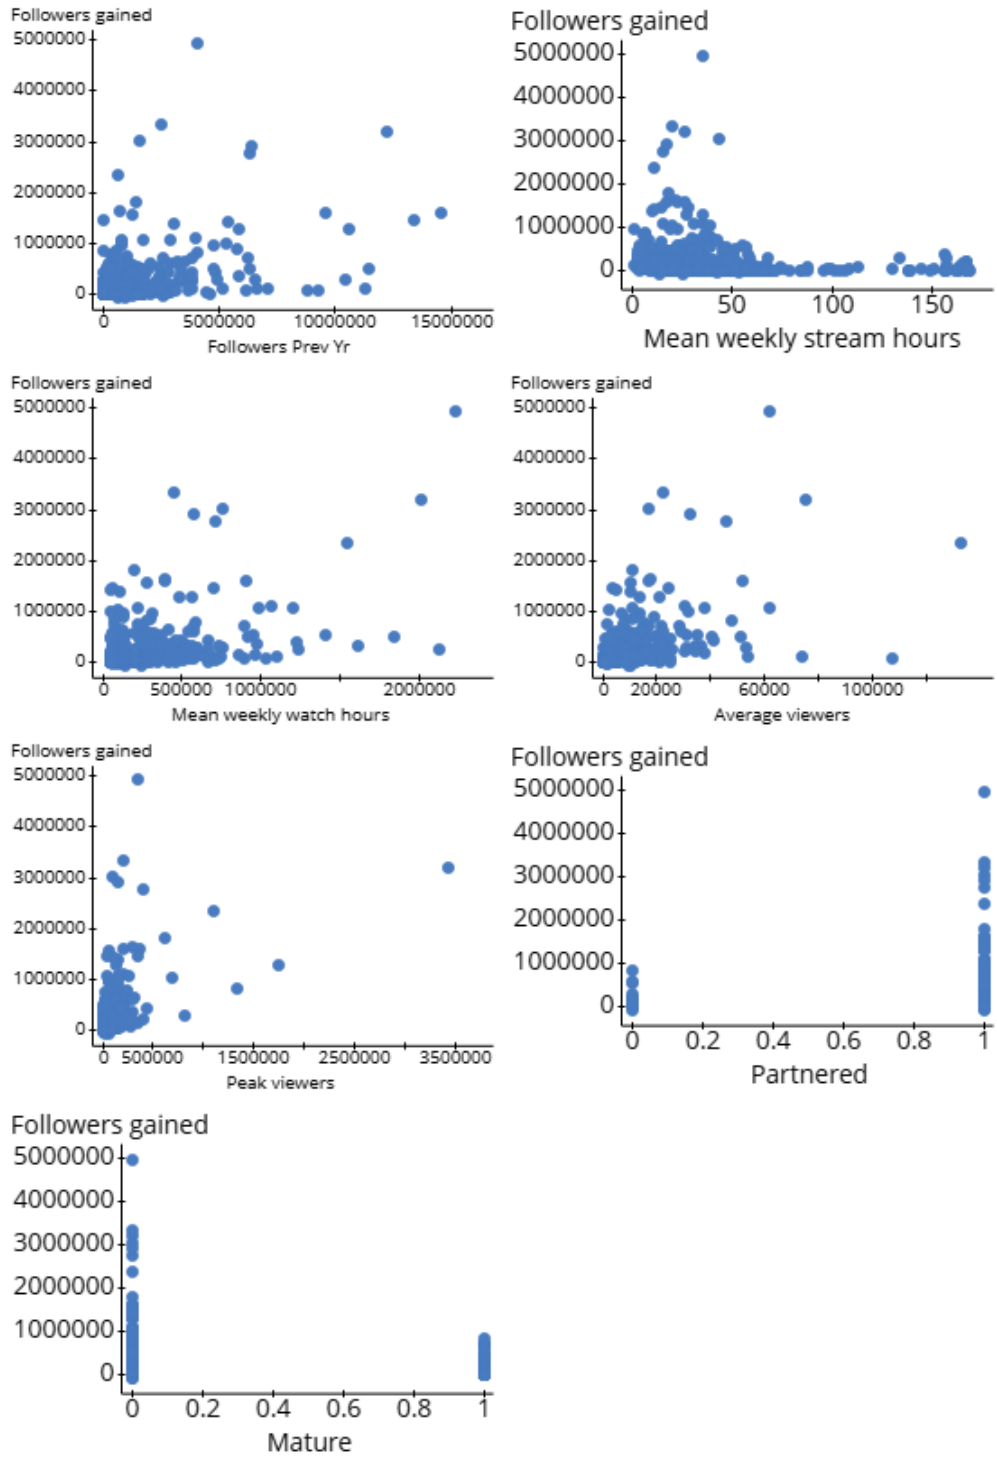 Followers gained
5000000
4000000
3000000
2000000
1000000
0
0 5000000 10000000 15000000
Followers Prev Yr
Followers gained
5000000
4000000
3000000
2000000
1000000
0
0 50 100 150
Mean weekly stream hours
Followers gained
5000000
4000000
3000000
2000000
1000000
0
0 500000 1000000 2000000
Mean weekly watch hours
Followers gained
5000000
4000000
3000000
2000000
1000000
0
0 20000 60000 100000
Average viewers
Followers gained
5000000
4000000
3000000
2000000
1000000
0
0 500000 1500000 2500000 3500000
Peak viewers
Followers gained
5000000
4000000
3000000
2000000
1000000
0
0 0.2 0.4 0.6 0.8 1
Partnered
Followers gained
5000000
4000000
3000000
2000000
1000000
0
0 0.2 0.4 0.6 0.8 1
Mature